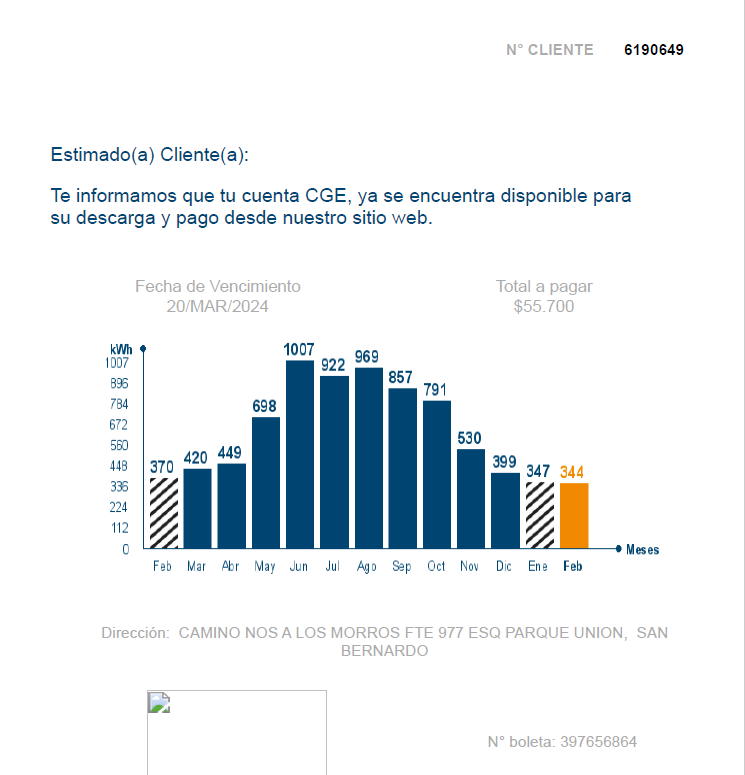 N° CLIENTE 6190649
Estimado(a) Cliente(a):
Te informamos que tu cuenta CGE, ya se encuentra disponible para
su descarga y pago desde nuestro sitio web.
Fecha de Vencimiento Total a pagar
20/MAR/2024 $55.700
kWh
1007
896
784
672
560
448
336
224
112
0
370 420 449 698 1007 922 969 857 791 530 399 347 344
Meses
Feb Mar Abr May Jun Jul Ago Sep Oct Nov Dic Ene Feb
Dirección: CAMINO NOS A LOS MORROS FTE 977 ESQ PARQUE UNION, SAN
BERNARDO
N° boleta: 397656864